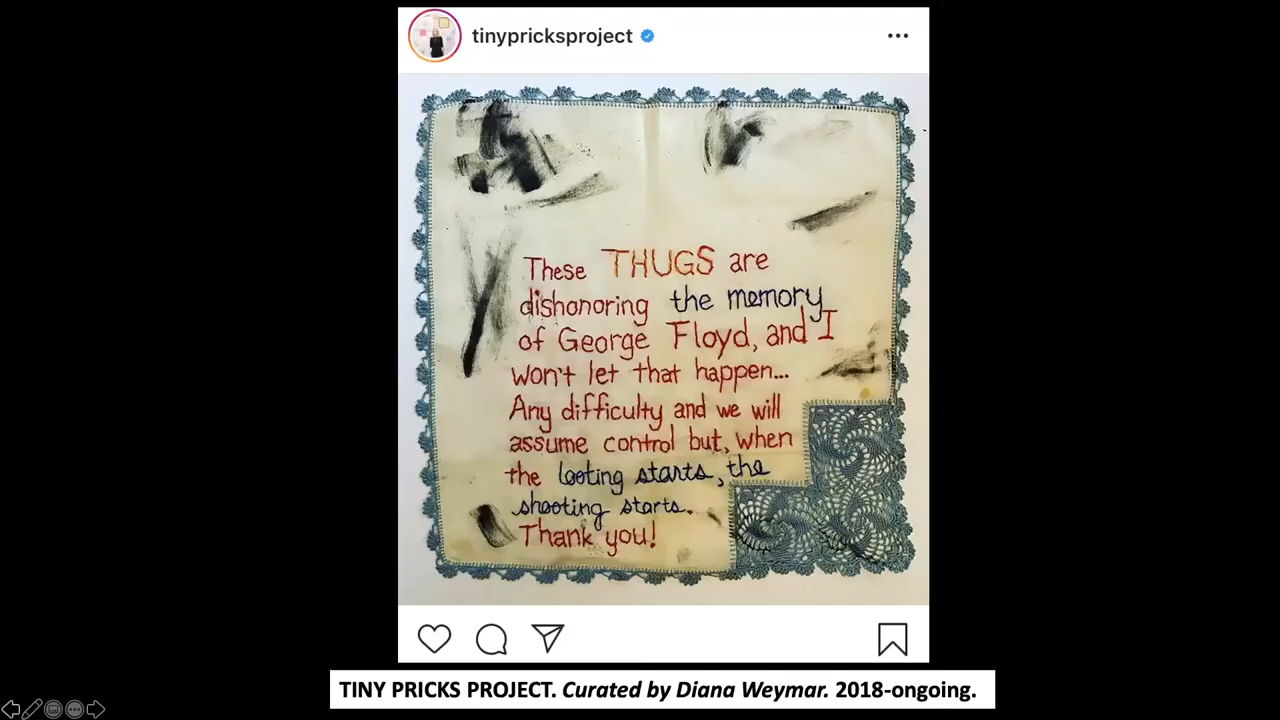 tinypricksproject
These THUGS are
dishonoring the memory
of George Floyd, and I
won't let that happen...
Any difficulty and we will
assume control but, when
the looting starts, the
shooting starts.
Thank you!
TINY PRICKS PROJECT. Curated by Diana Weymar. 2018-ongoing.